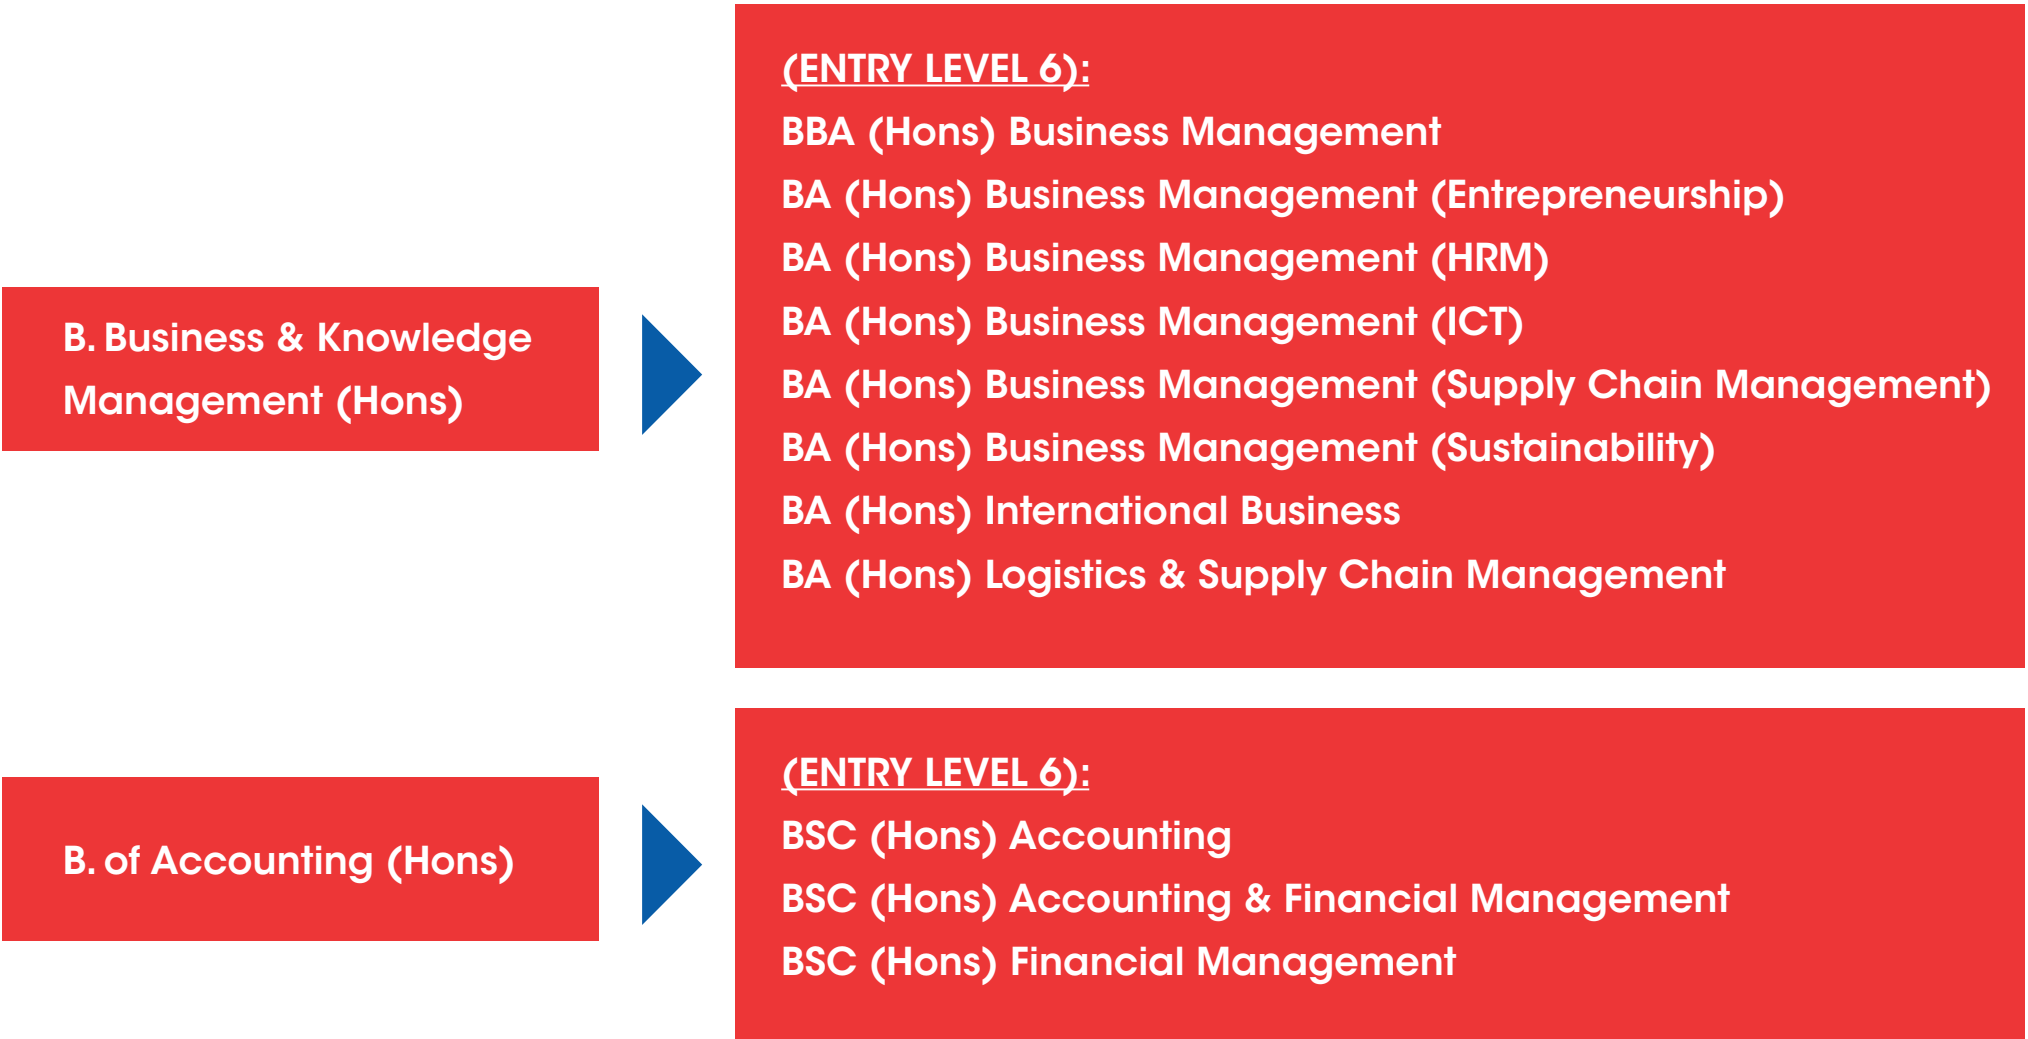 B. Business & Knowledge
Management (Hons)
(ENTRY LEVEL 6):
BBA (Hons) Business Management
BA (Hons) Business Management (Entrepreneurship)
BA (Hons) Business Management (HRM)
BA (Hons) Business Management (ICT)
BA (Hons) Business Management (Supply Chain Management)
BA (Hons) Business Management (Sustainability)
BA (Hons) International Business
BA (Hons) Logistics & Supply Chain Management
B. of Accounting (Hons)
(ENTRY LEVEL 6):
BSC (Hons) Accounting
BSC (Hons) Accounting & Financial Management
BSC (Hons) Financial Management